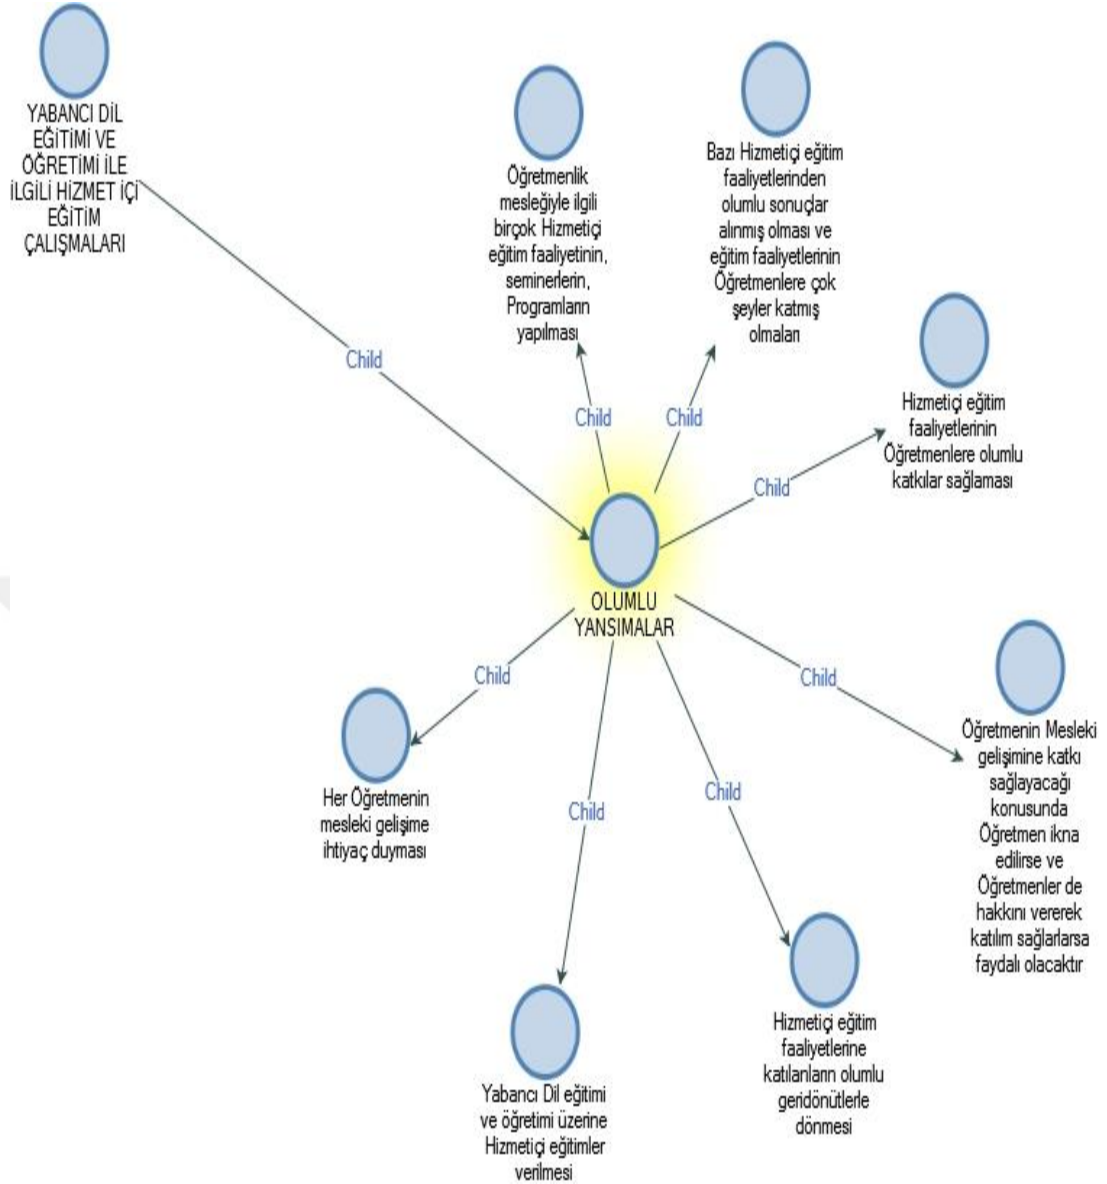 YABANCI DİL
EĞİTİMİ VE
ÖĞRETİMİ İLE
İLGİLİ HİZMET İÇİ
EĞİTİM
ÇALIŞMALARI
Öğretmenlik
mesleğiyle ilgili
birçok Hizmetiçi
eğitim faaliyetinin,
seminerlerin,
Programların
yapılması
Bazı Hizmetiçi eğitim
faaliyetlerinden
olumlu sonuçlar
alınmış olması ve
eğitim faaliyetlerinin
Öğretmenlere çok
şeyler katmış
olmaları
Hizmetiçi eğitim
faaliyetlerinin
Öğretmenlere olumlu
katkılar sağlaması
Child
Child
Child
Child
OLUMLU
YANSIMALAR
Child
Child
Child
Child
Her Öğretmenin
mesleki gelişime
ihtiyaç duyması
Öğretmenin Mesleki
gelişimine katkı
sağlayacağı
konusunda
Öğretmen ikna
edilirse ve
Öğretmenler de
hakkını vererek
katılım sağlarlarsa
faydalı olacaktır
Hizmetiçi eğitim
faaliyetlerine
katılanların olumlu
geridönütlerle
dönmesi
Yabancı Dil eğitimi
ve öğretimi üzerine
Hizmetiçi eğitimler
verilmesi